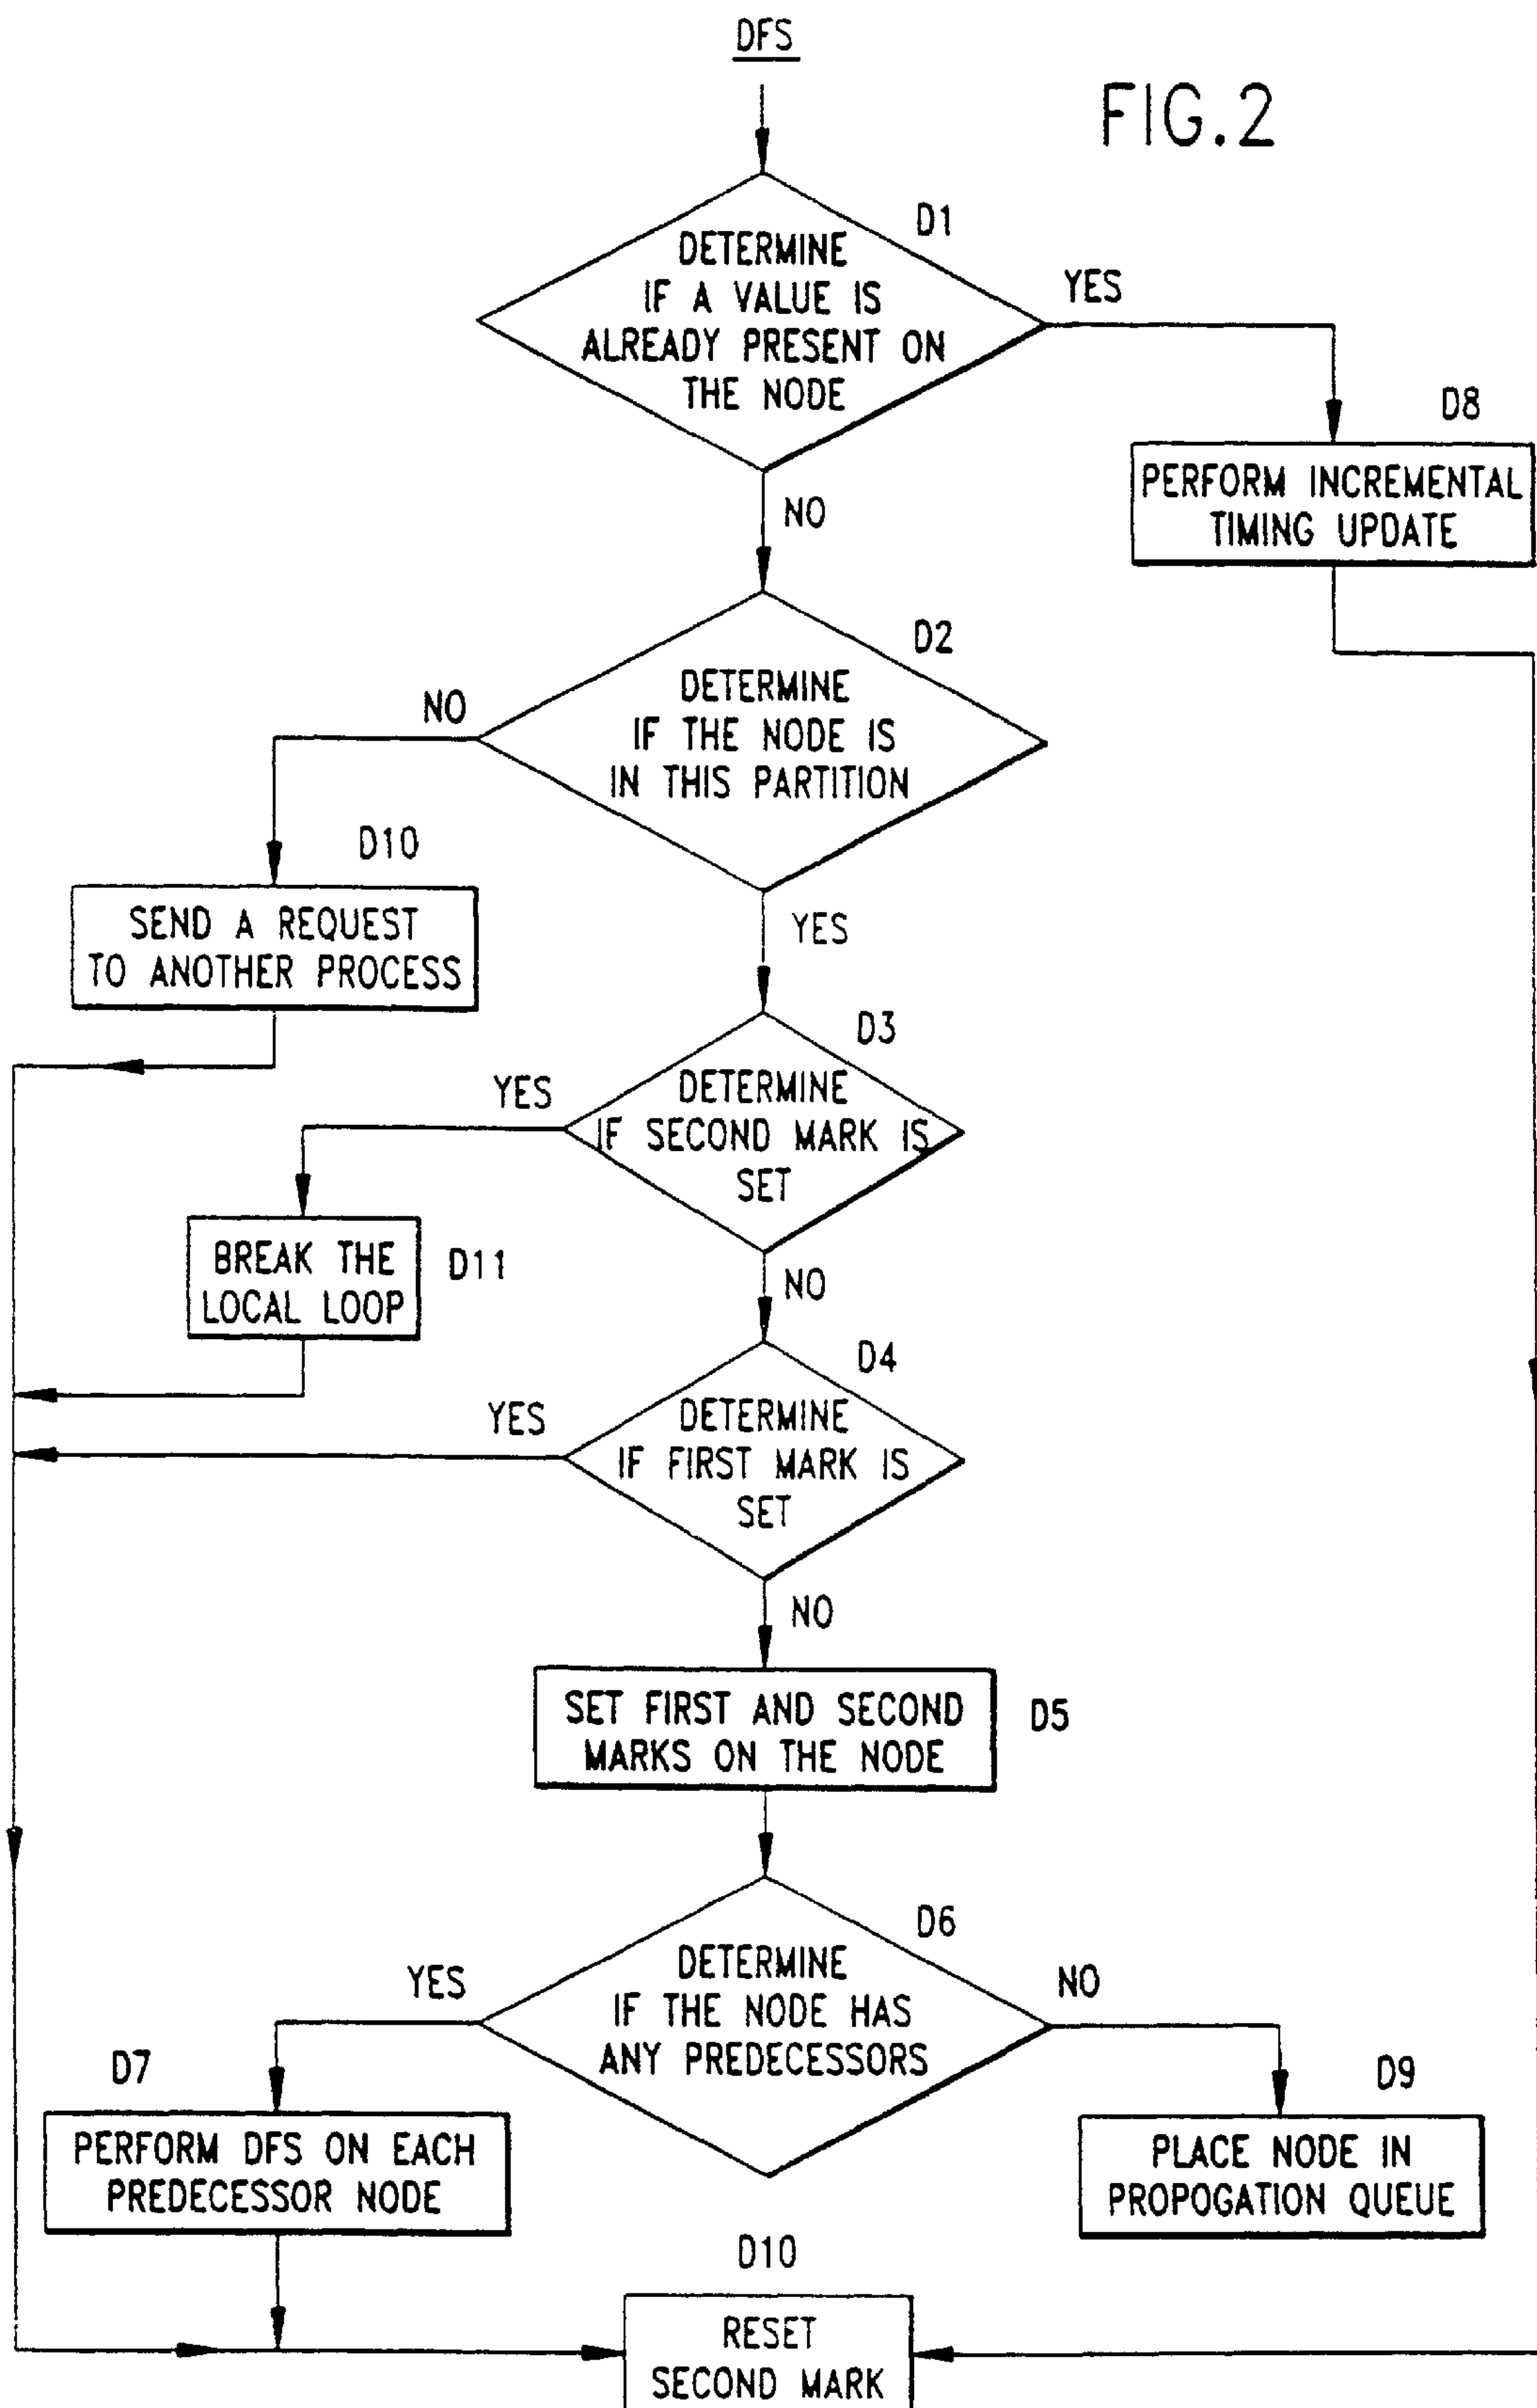 DFS
FIG.2
D1
DETERMINE
IF A VALUE IS
ALREADY PRESENT ON
THE NODE
YES
D8
PERFORM INCREMENTAL
TIMING UPDATE
NO
D2
DETERMINE
IF THE NODE IS
IN THIS PARTITION
NO
D10
SEND A REQUEST
TO ANOTHER PROCESS
YES
D3
DETERMINE
IF SECOND MARK IS
SET
YES
BREAK THE
LOCAL LOOP
D11
NO
D4
DETERMINE
IF FIRST MARK IS
SET
YES
NO
SET FIRST AND SECOND
MARKS ON THE NODE
D5
D6
DETERMINE
IF THE NODE HAS
ANY PREDECESSORS
YES
NO
D7
PERFORM DFS ON EACH
PREDECESSOR NODE
D9
PLACE NODE IN
PROPOGATION QUEUE
D10
RESET
SECOND MARK